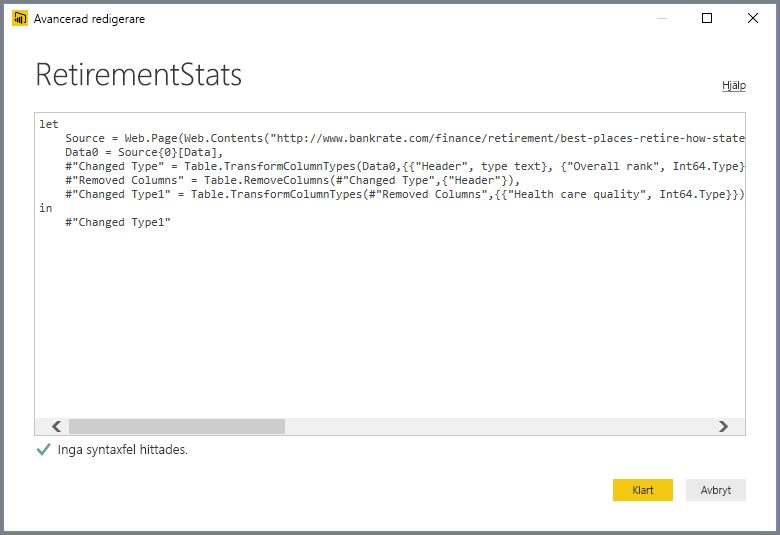 Avancerad redigerare
RetirementStats
Hjälp
let
Source = Web.Page(Web.Contents("http://www.bankrate.com/finance/retirement/best-places-retire-how-state
Data0 = Source{0}[Data],
#"Changed Type" = Table.TransformColumnTypes(Data0,{{"Header", type text}, {"Overall rank", Int64.Type}
#"Removed Columns" = Table.RemoveColumns(#"Changed Type",{"Header"}),
#"Changed Type1" = Table.TransformColumnTypes(#"Removed Columns",{{"Health care quality", Int64.Type}})
in
#"Changed Type1"
Inga syntaxfel hittades.
Klart
Avbryt